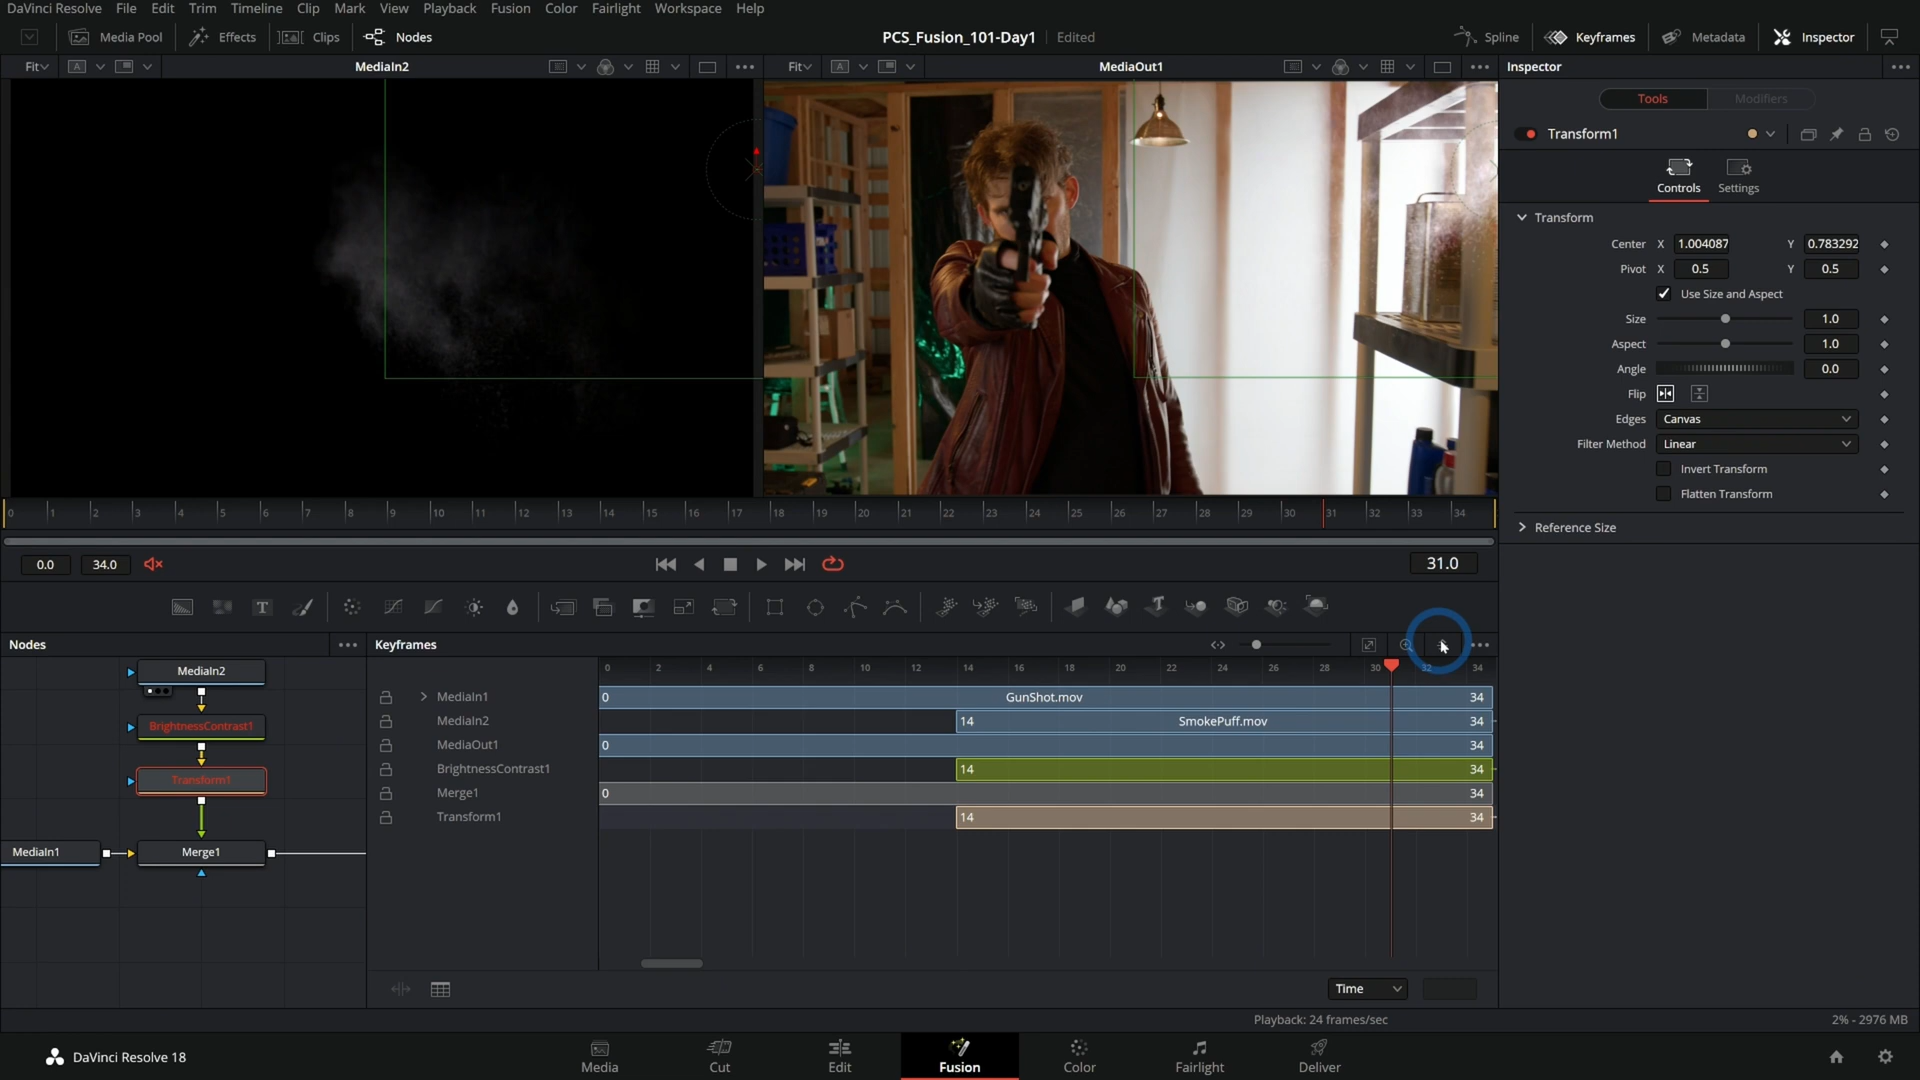 DaVinci Resolve File Edit Trim Timeline Clip Mark View Playback Fusion Color Fairlight Workspace Help
Media Pool Effects Clips Nodes PCS_Fusion_101-Day1 Edited Spline Keyframes Metadata Inspector
Fit A MediaIn2 Fit A MediaOut1 Inspector
Tools Modifiers
Transform1
Controls Settings
Transform
Center X 1.004087 Y 0.783292
Pivot X 0.5 Y 0.5
Use Size and Aspect
Size 1.0
Aspect 1.0
Angle 0.0
Flip
Edges Canvas
Filter Method Linear
Invert Transform
Flatten Transform
Reference Size
0 1 2 3 4 5 6 7 8 9 10 11 12 13 14 15 16 17 18 19 20 21 22 23 24 25 26 27 28 29 30 31 32 33 34
0.0 34.0 31.0
T T
Nodes Keyframes
0 2 4 6 8 10 12 14 16 18 20 22 24 26 28 30 32 34
MediaIn2
BrightnessContrast1
Transform1
MediaIn1 Merge1
MediaIn1 0 GunShot.mov 34
MediaIn2 14 SmokePuff.mov 34
MediaOut1 0 34
BrightnessContrast1 14 34
Merge1 0 34
Transform1 14 34
Time
Playback: 24 frames/sec 2% - 2976 MB
DaVinci Resolve 18 Media Cut Edit Fusion Color Fairlight Deliver